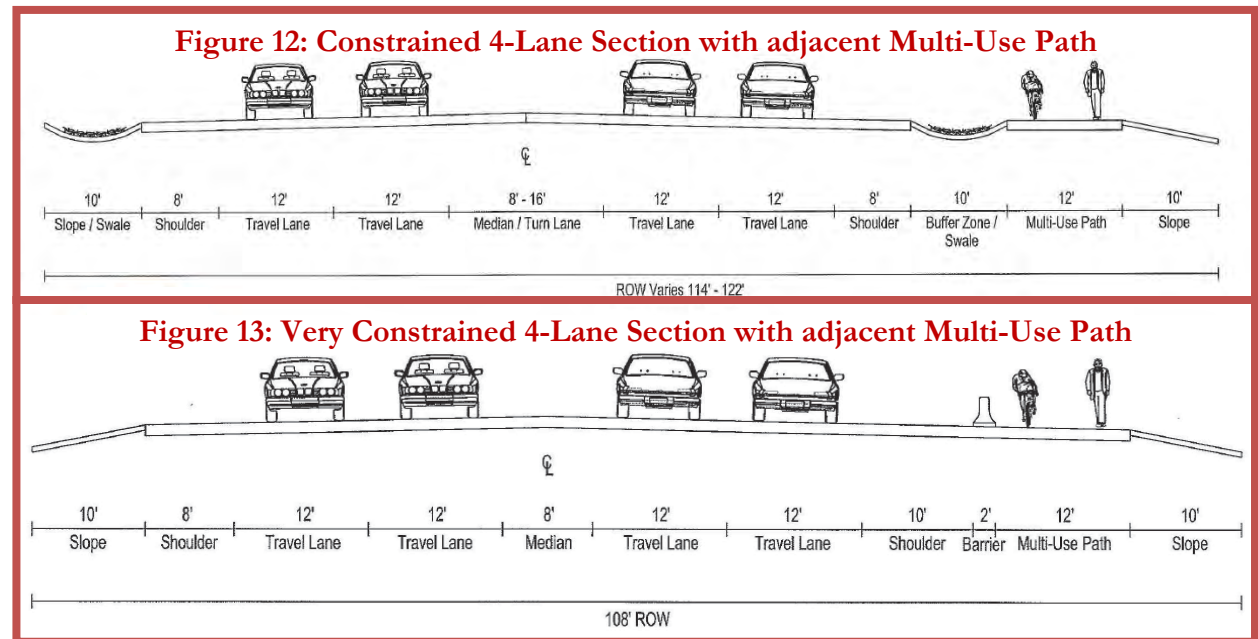 Figure 12: Constrained 4-Lane Section with adjacent Multi-Use Path
℄
10' 8' 12' 12' 8' - 16' 12' 12' 8' 10' 12' 10'
Slope / Swale Shoulder Travel Lane Travel Lane Median / Turn Lane Travel Lane Travel Lane Shoulder Buffer Zone / Multi-Use Path Slope
Swale
ROW Varies 114' - 122'
Figure 13: Very Constrained 4-Lane Section with adjacent Multi-Use Path
℄
10' 8' 12' 12' 8' 12' 12' 10' 2' 12' 10'
Slope Shoulder Travel Lane Travel Lane Median Travel Lane Travel Lane Shoulder Barrier Multi-Use Path Slope
108' ROW